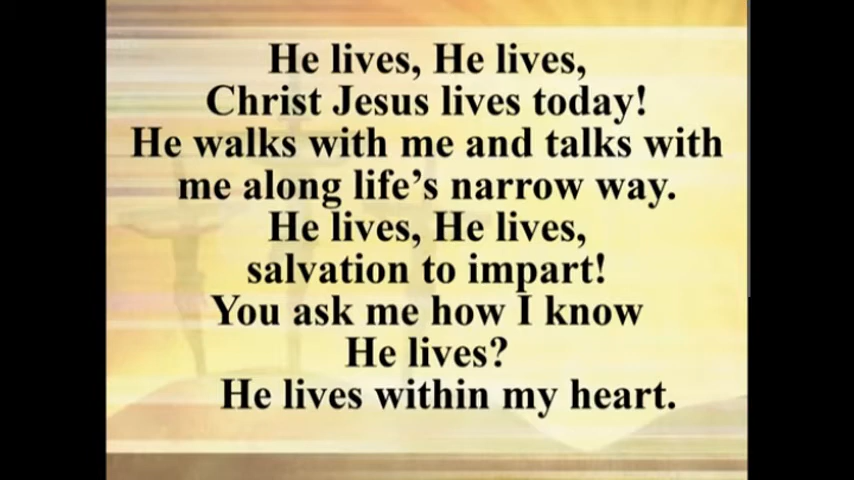 He lives, He lives,
Christ Jesus lives today!
He walks with me and talks with
me along life’s narrow way.
He lives, He lives,
salvation to impart!
You ask me how I know
He lives?
He lives within my heart.